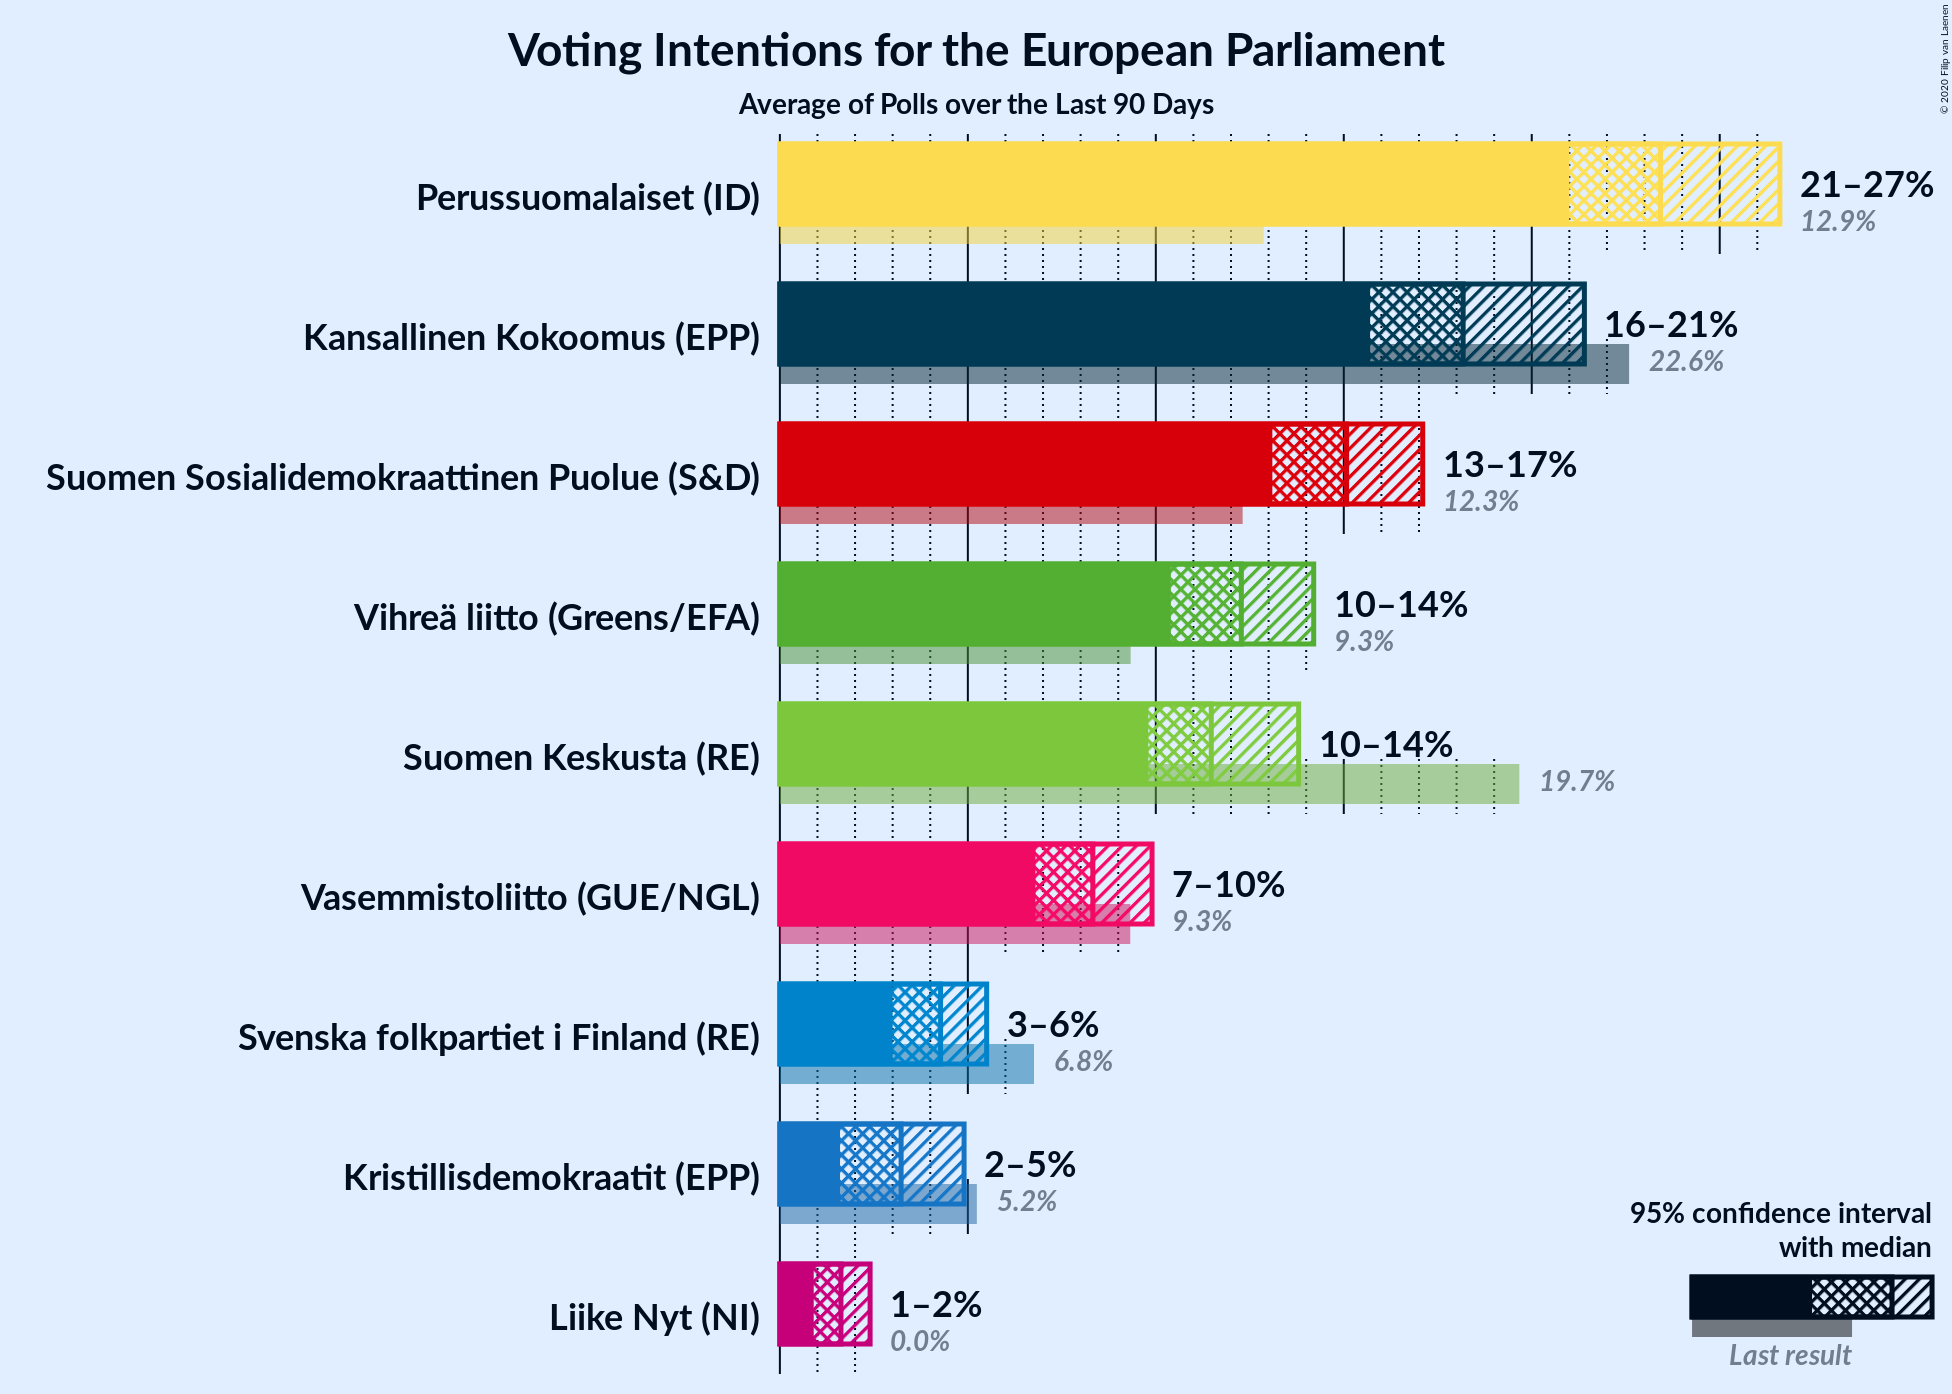 Voting Intentions for the European Parliament
Average of Polls over the Last 90 Days
© 2020 Filip van Laenen
Perussuomalaiset (ID)
21–27%
12.9%
Kansallinen Kokoomus (EPP)
16–21%
22.6%
Suomen Sosialidemokraattinen Puolue (S&D)
13–17%
12.3%
Vihreä liitto (Greens/EFA)
10–14%
9.3%
Suomen Keskusta (RE)
10–14%
19.7%
Vasemmistoliitto (GUE/NGL)
7–10%
9.3%
Svenska folkpartiet i Finland (RE)
3–6%
6.8%
Kristillisdemokraatit (EPP)
2–5%
5.2%
Liike Nyt (NI)
1–2%
0.0%
95% confidence interval
with median
Last result